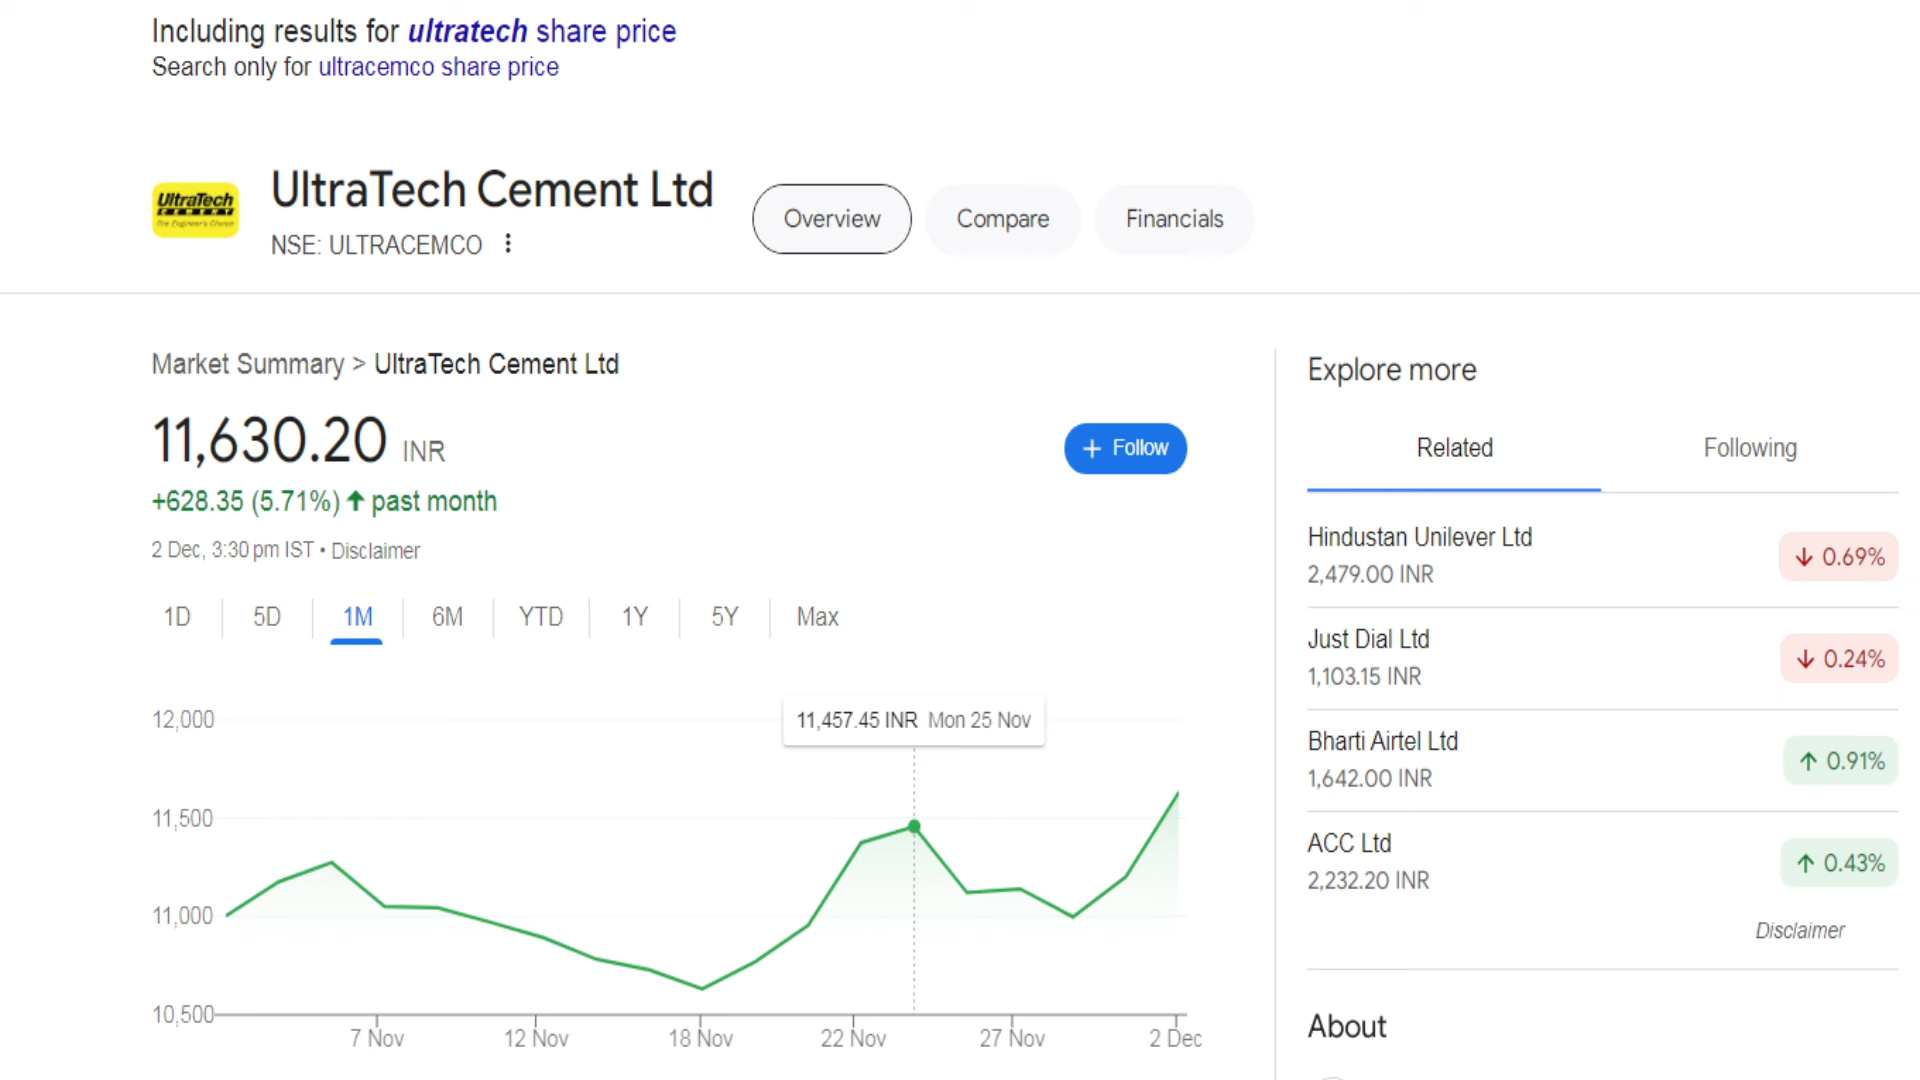 Including results for ultratech share price
Search only for ultracemco share price
UltraTech
CEMENT
The Engineer's Choice
UltraTech Cement Ltd
NSE: ULTRACEMCO
Overview
Compare
Financials
Market Summary > UltraTech Cement Ltd
11,630.20 INR
+ Follow
+628.35 (5.71%) ↑ past month
2 Dec, 3:30 pm IST • Disclaimer
1D 5D 1M 6M YTD 1Y 5Y Max
11,457.45 INR Mon 25 Nov
12,000
11,500
11,000
10,500
7 Nov 12 Nov 18 Nov 22 Nov 27 Nov 2 Dec
Explore more
Related Following
Hindustan Unilever Ltd
2,479.00 INR
↓ 0.69%
Just Dial Ltd
1,103.15 INR
↓ 0.24%
Bharti Airtel Ltd
1,642.00 INR
↑ 0.91%
ACC Ltd
2,232.20 INR
↑ 0.43%
Disclaimer
About